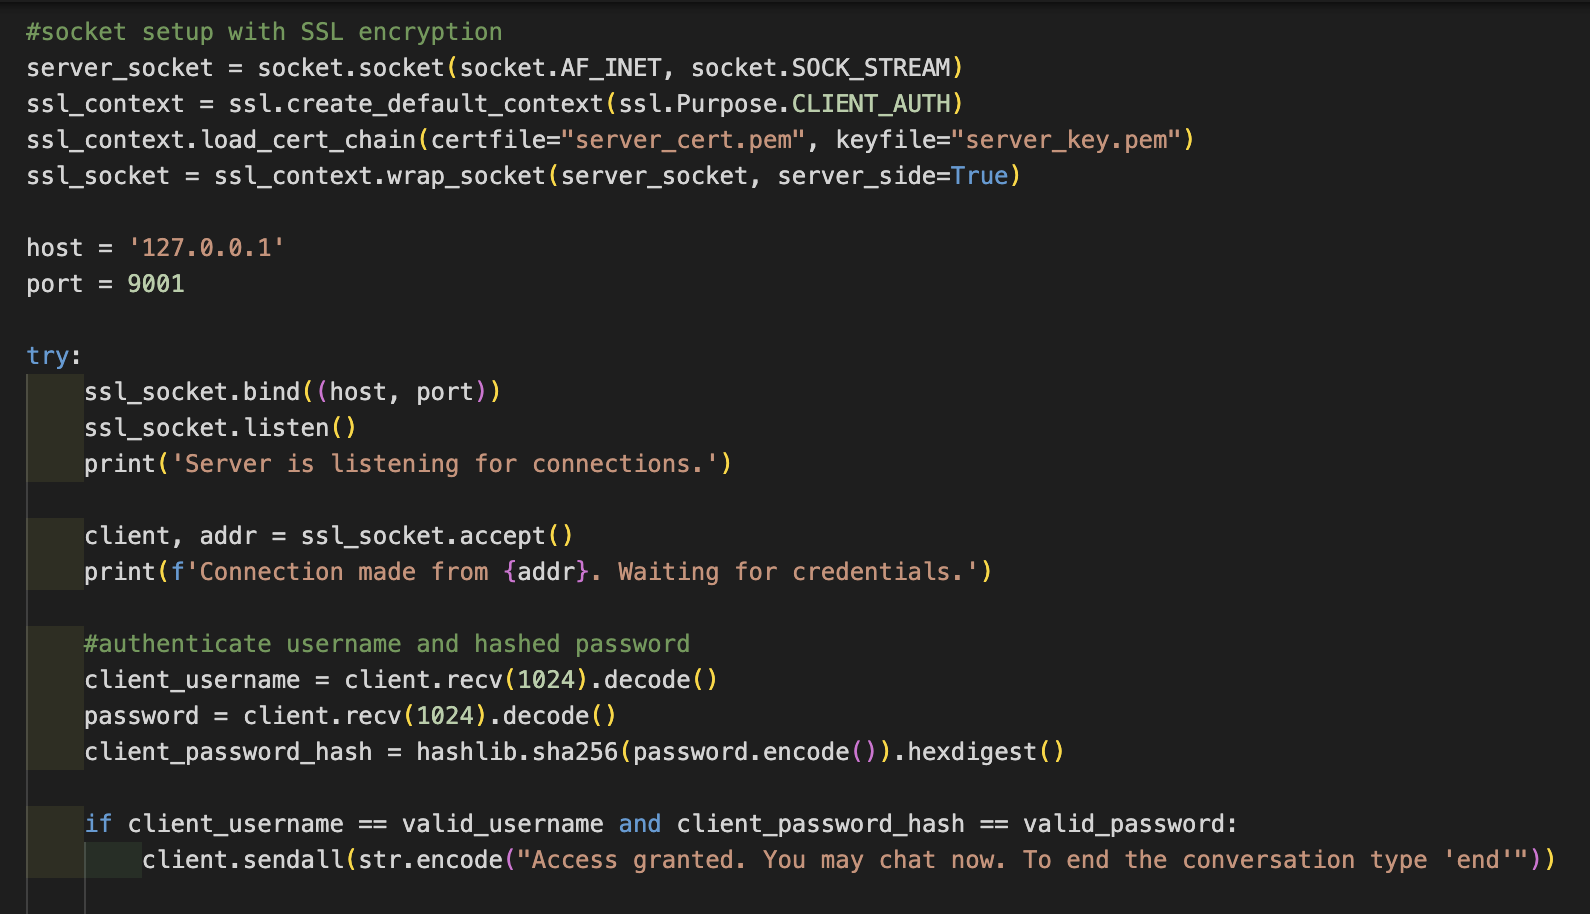 #socket setup with SSL encryption
server_socket = socket.socket(socket.AF_INET, socket.SOCK_STREAM)
ssl_context = ssl.create_default_context(ssl.Purpose.CLIENT_AUTH)
ssl_context.load_cert_chain(certfile="server_cert.pem", keyfile="server_key.pem")
ssl_socket = ssl_context.wrap_socket(server_socket, server_side=True)

host = '127.0.0.1'
port = 9001

try:
    ssl_socket.bind((host, port))
    ssl_socket.listen()
    print('Server is listening for connections.')

    client, addr = ssl_socket.accept()
    print(f'Connection made from {addr}. Waiting for credentials.')

    #authenticate username and hashed password
    client_username = client.recv(1024).decode()
    password = client.recv(1024).decode()
    client_password_hash = hashlib.sha256(password.encode()).hexdigest()

    if client_username == valid_username and client_password_hash == valid_password:
        client.sendall(str.encode("Access granted. You may chat now. To end the conversation type 'end'"))